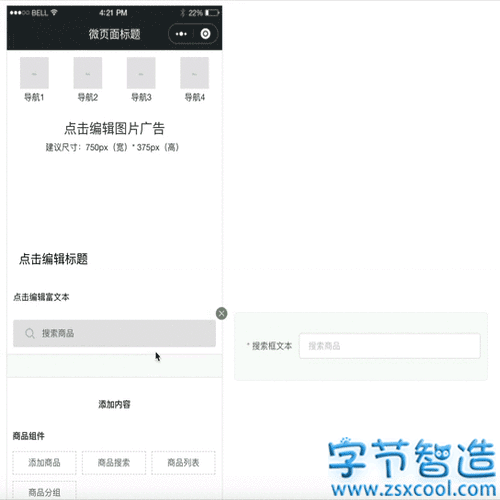 BELL 4:21 PM 22%
微页面标题
导航1 导航2 导航3 导航4
点击编辑图片广告
建议尺寸：750px（宽）* 375px（高）
点击编辑标题
点击编辑富文本
搜索商品
* 搜索框文本 搜索商品
添加内容
商品组件
添加商品 商品搜索 商品列表
商品分组
字节智造
www.zsxcool.com